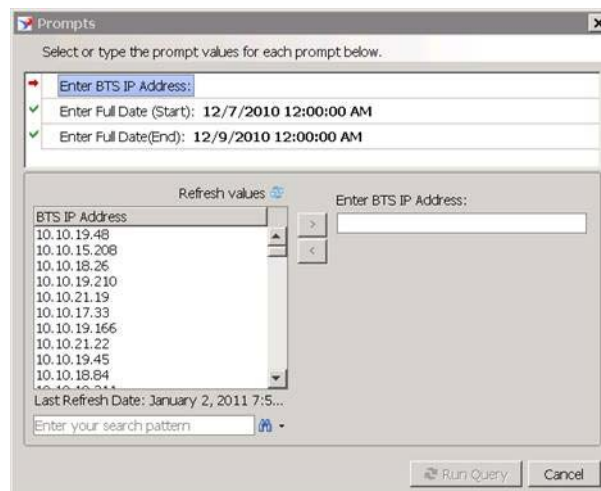 Prompts
Select or type the prompt values for each prompt below.
Enter BTS IP Address:
Enter Full Date (Start): 12/7/2010 12:00:00 AM
Enter Full Date(End): 12/9/2010 12:00:00 AM
Refresh values
Enter BTS IP Address:
BTS IP Address
10.10.19.48
10.10.15.208
10.10.18.26
10.10.19.210
10.10.21.19
10.10.17.33
10.10.19.166
10.10.21.22
10.10.19.45
10.10.18.84
Last Refresh Date: January 2, 2011 7:5...
Enter your search pattern
Run Query
Cancel